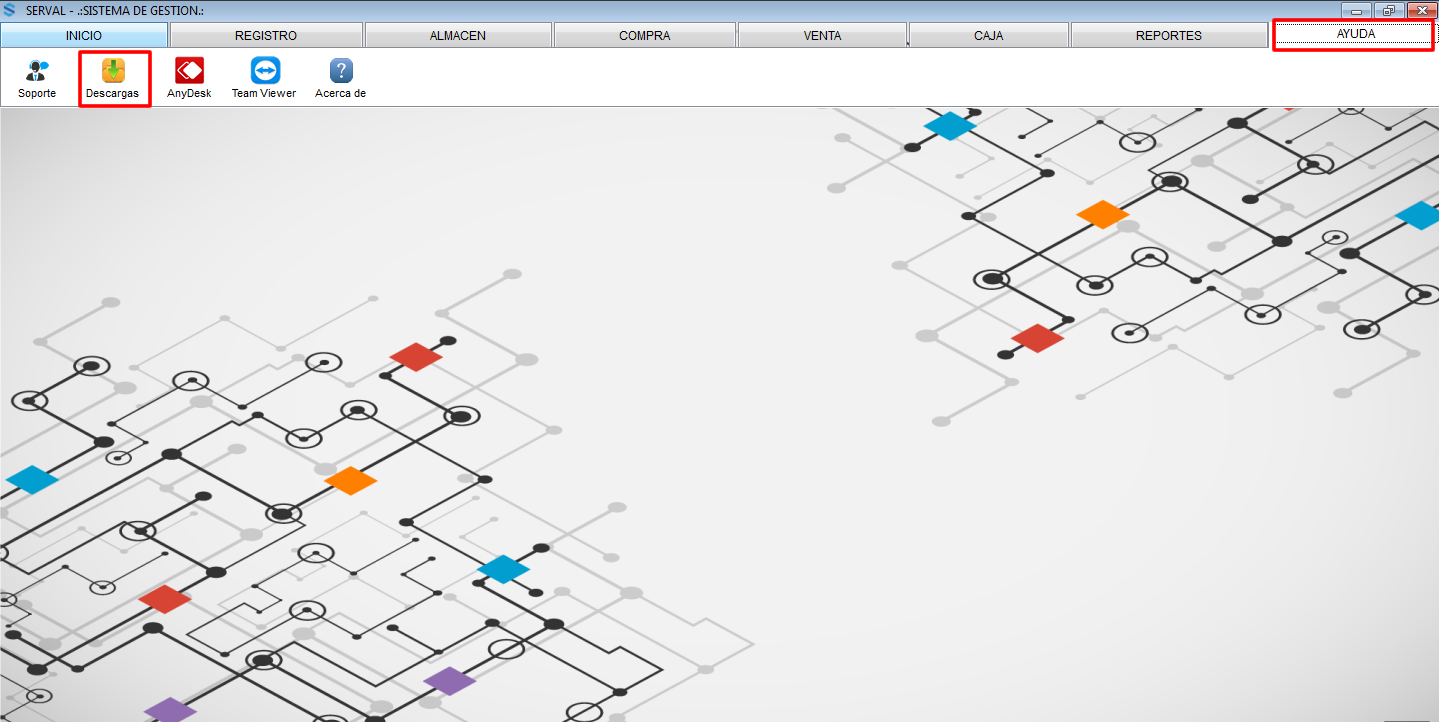 SERVAL - .:SISTEMA DE GESTION.:
INICIO REGISTRO ALMACEN COMPRA VENTA CAJA REPORTES AYUDA
Soporte Descargas AnyDesk Team Viewer Acerca de